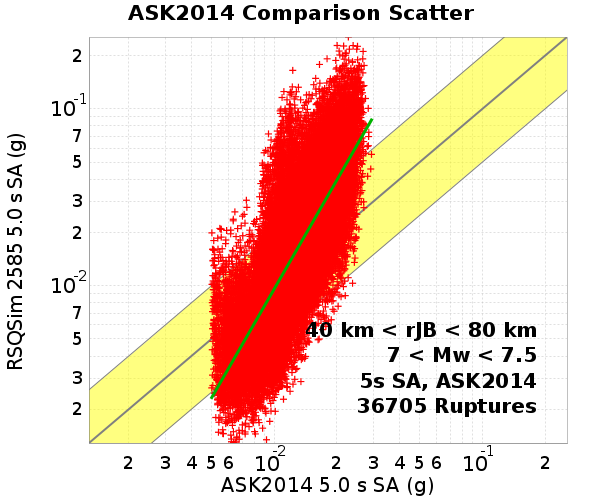 ASK2014 Comparison Scatter
RSQSim 2585 5.0 s SA (g)
2
10-1
7
5
3
2
10-2
7
5
3
2
40 km < rJB < 80 km
7 < Mw < 7.5
5s SA, ASK2014
36705 Ruptures
2 3 4 5 6 10-2 2 3 4 5 6 10-1 2
ASK2014 5.0 s SA (g)